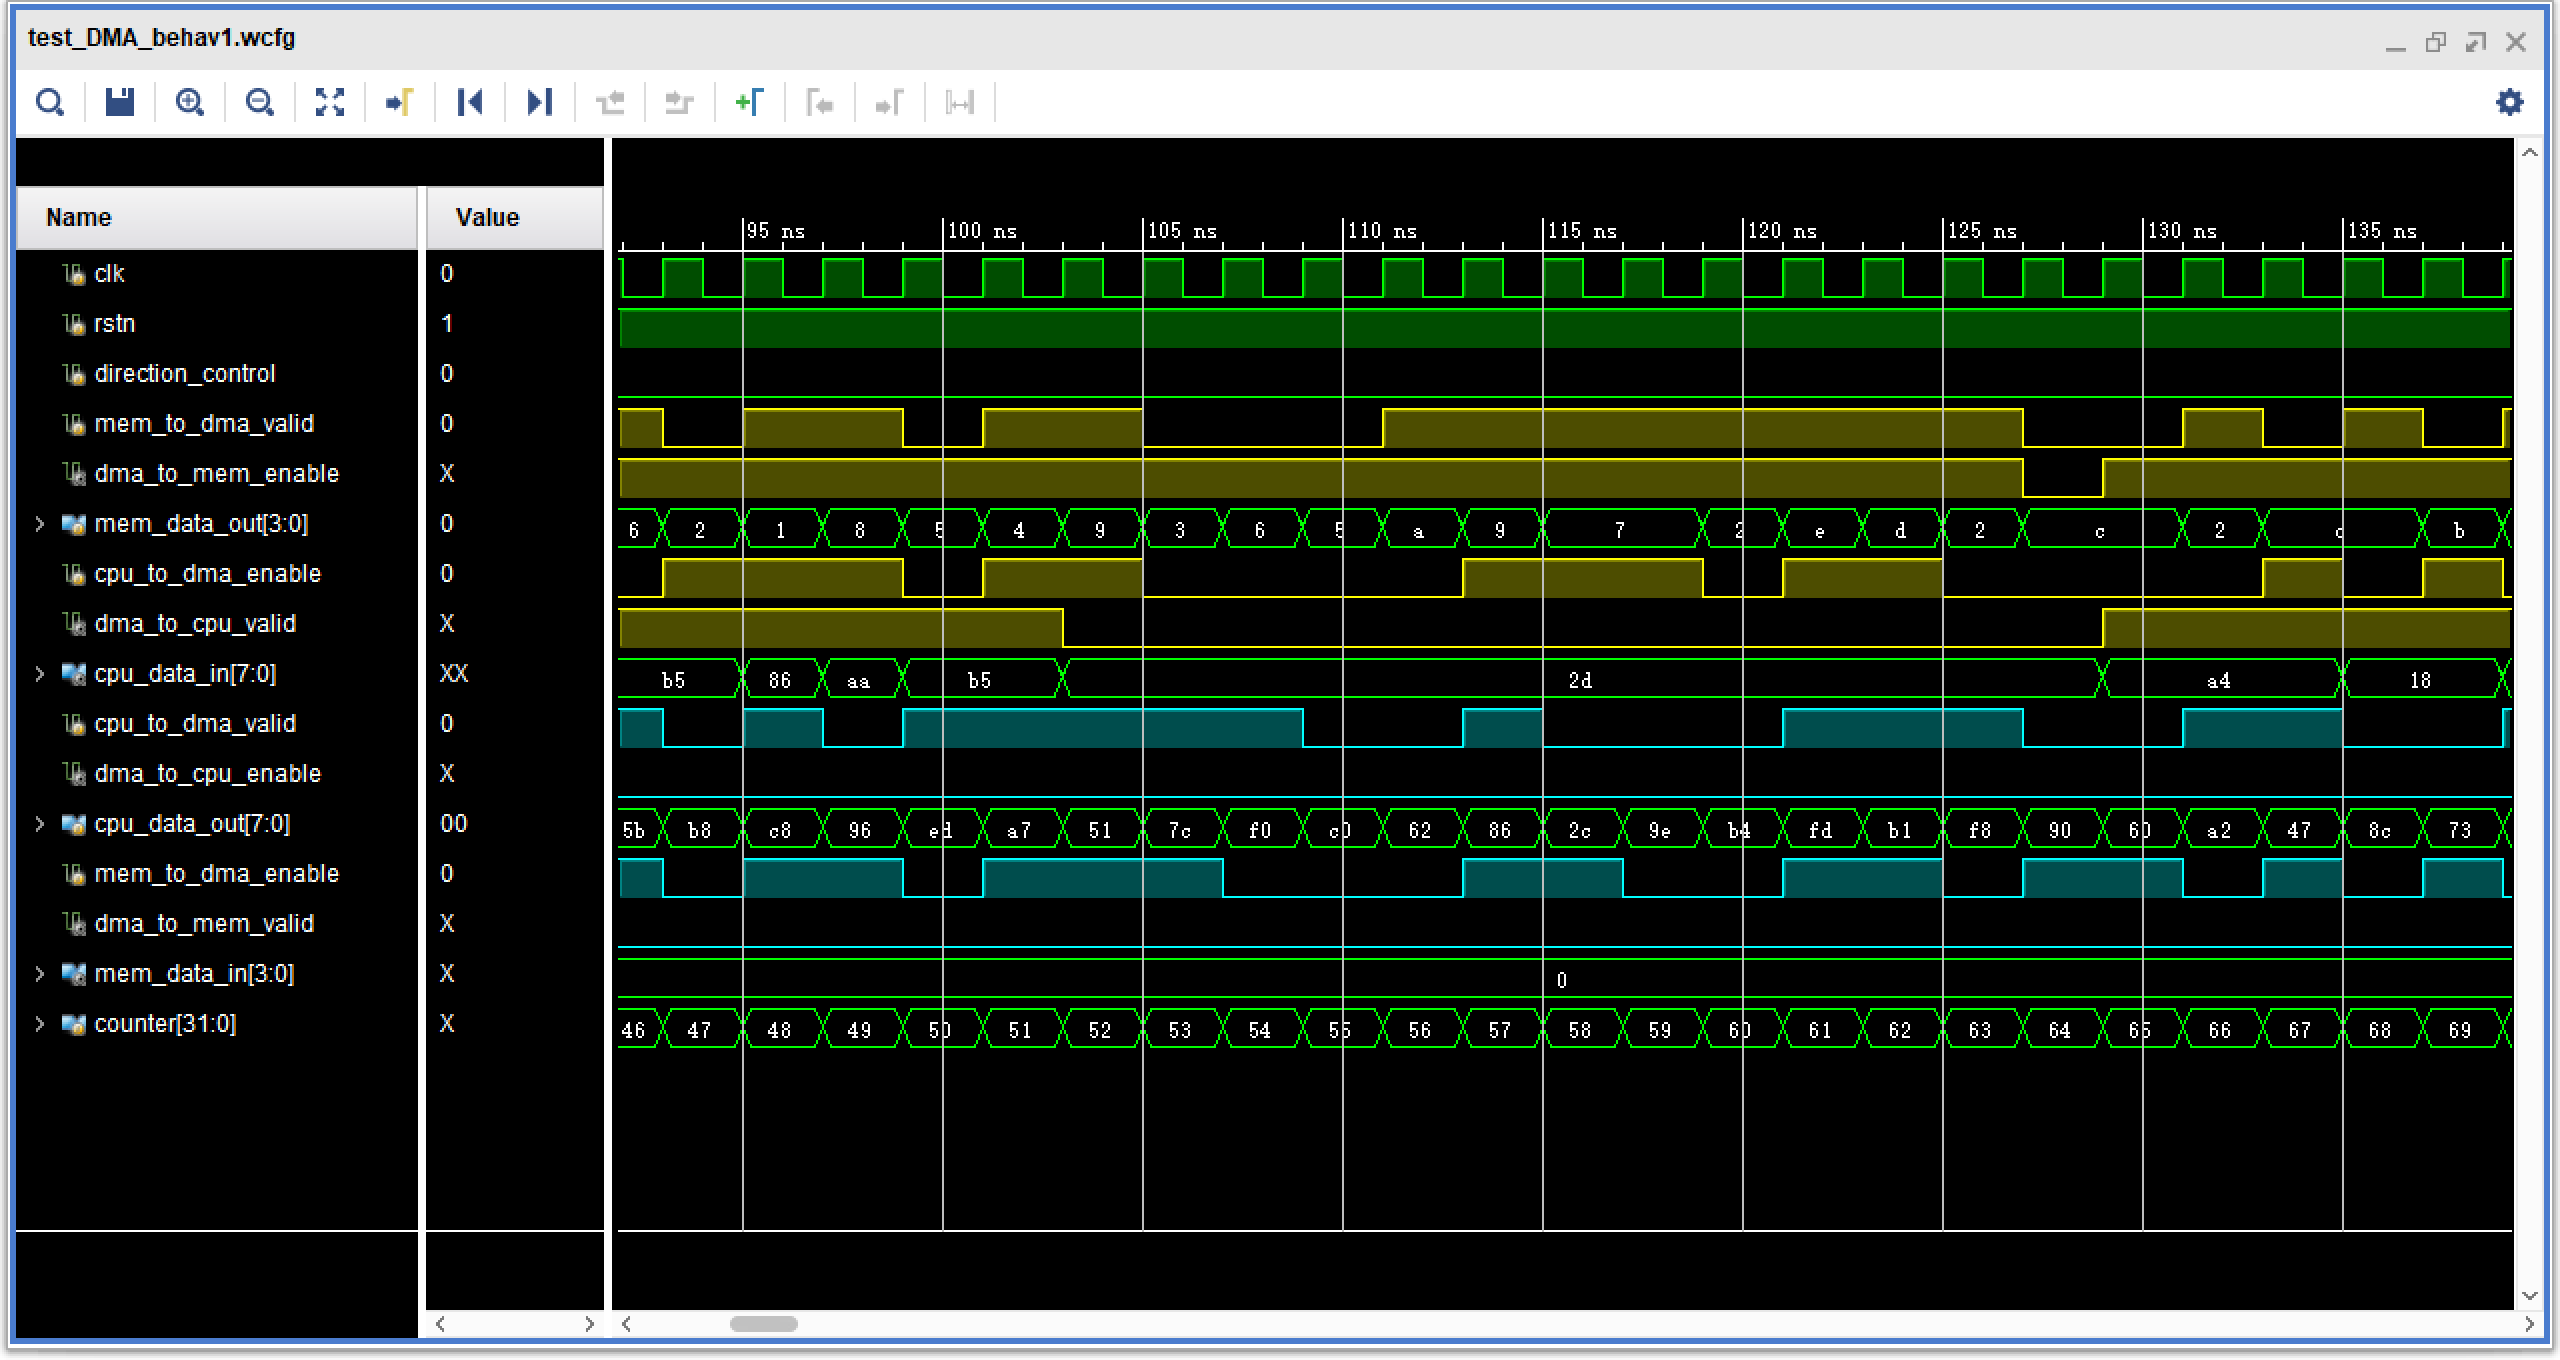 test_DMA_behav1.wcfg
Name Value
95 ns 100 ns 105 ns 110 ns 115 ns 120 ns 125 ns 130 ns 135 ns
clk 0
rstn 1
direction_control 0
mem_to_dma_valid 0
dma_to_mem_enable X
mem_data_out[3:0] 0 6 2 1 8 5 4 9 3 6 5 a 9 7 2 e d 2 c 2 c b
cpu_to_dma_enable 0
dma_to_cpu_valid X
cpu_data_in[7:0] XX b5 86 aa b5 2d a4 18
cpu_to_dma_valid 0
dma_to_cpu_enable X
cpu_data_out[7:0] 00 5b b8 c8 96 ed a7 51 7c f0 c0 62 86 2c 9e b4 fd b1 f8 90 60 a2 47 8c 73
mem_to_dma_enable 0
dma_to_mem_valid X
mem_data_in[3:0] X 0
counter[31:0] X 46 47 48 49 50 51 52 53 54 55 56 57 58 59 60 61 62 63 64 65 66 67 68 69